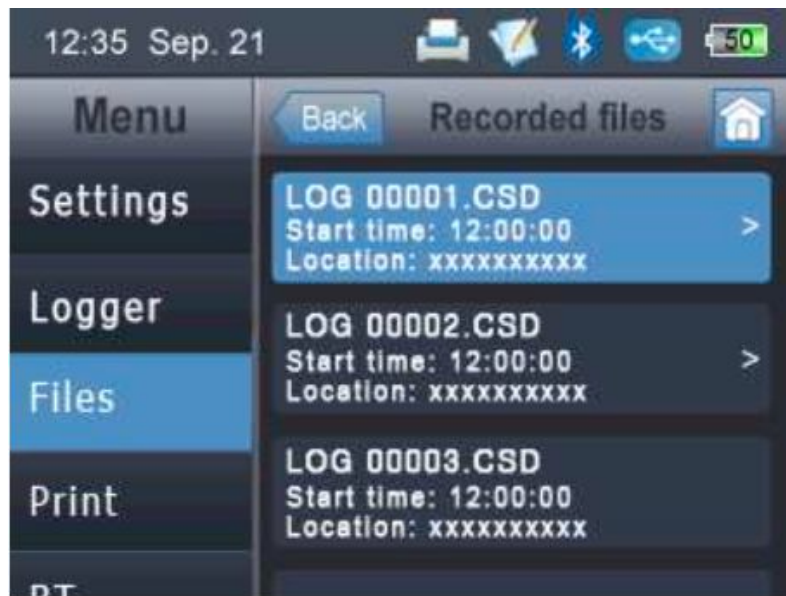 12:35 Sep. 21
50
Menu
Back
Recorded files
Settings
Logger
Files
Print
LOG 00001.CSD
Start time: 12:00:00
>
Location: xxxxxxxxxx
LOG 00002.CSD
Start time: 12:00:00
>
Location: xxxxxxxxxx
LOG 00003.CSD
Start time: 12:00:00
Location: xxxxxxxxxx